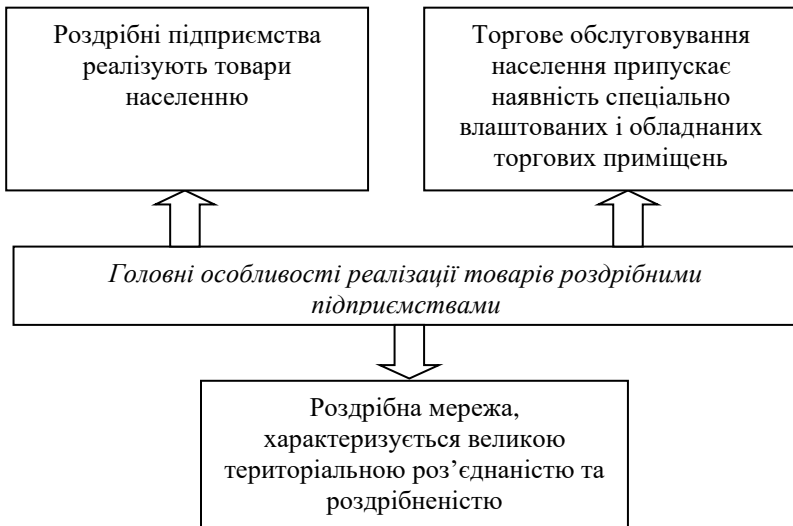 Роздрібні підприємства
реалізують товари
населенню
Торгове обслуговування
населення припускає
наявність спеціально
влаштованих і обладнаних
торгових приміщень
Головні особливості реалізації товарів роздрібними
підприємствами
Роздрібна мережа,
характеризується великою
територіальною роз’єднаністю та
роздрібненістю